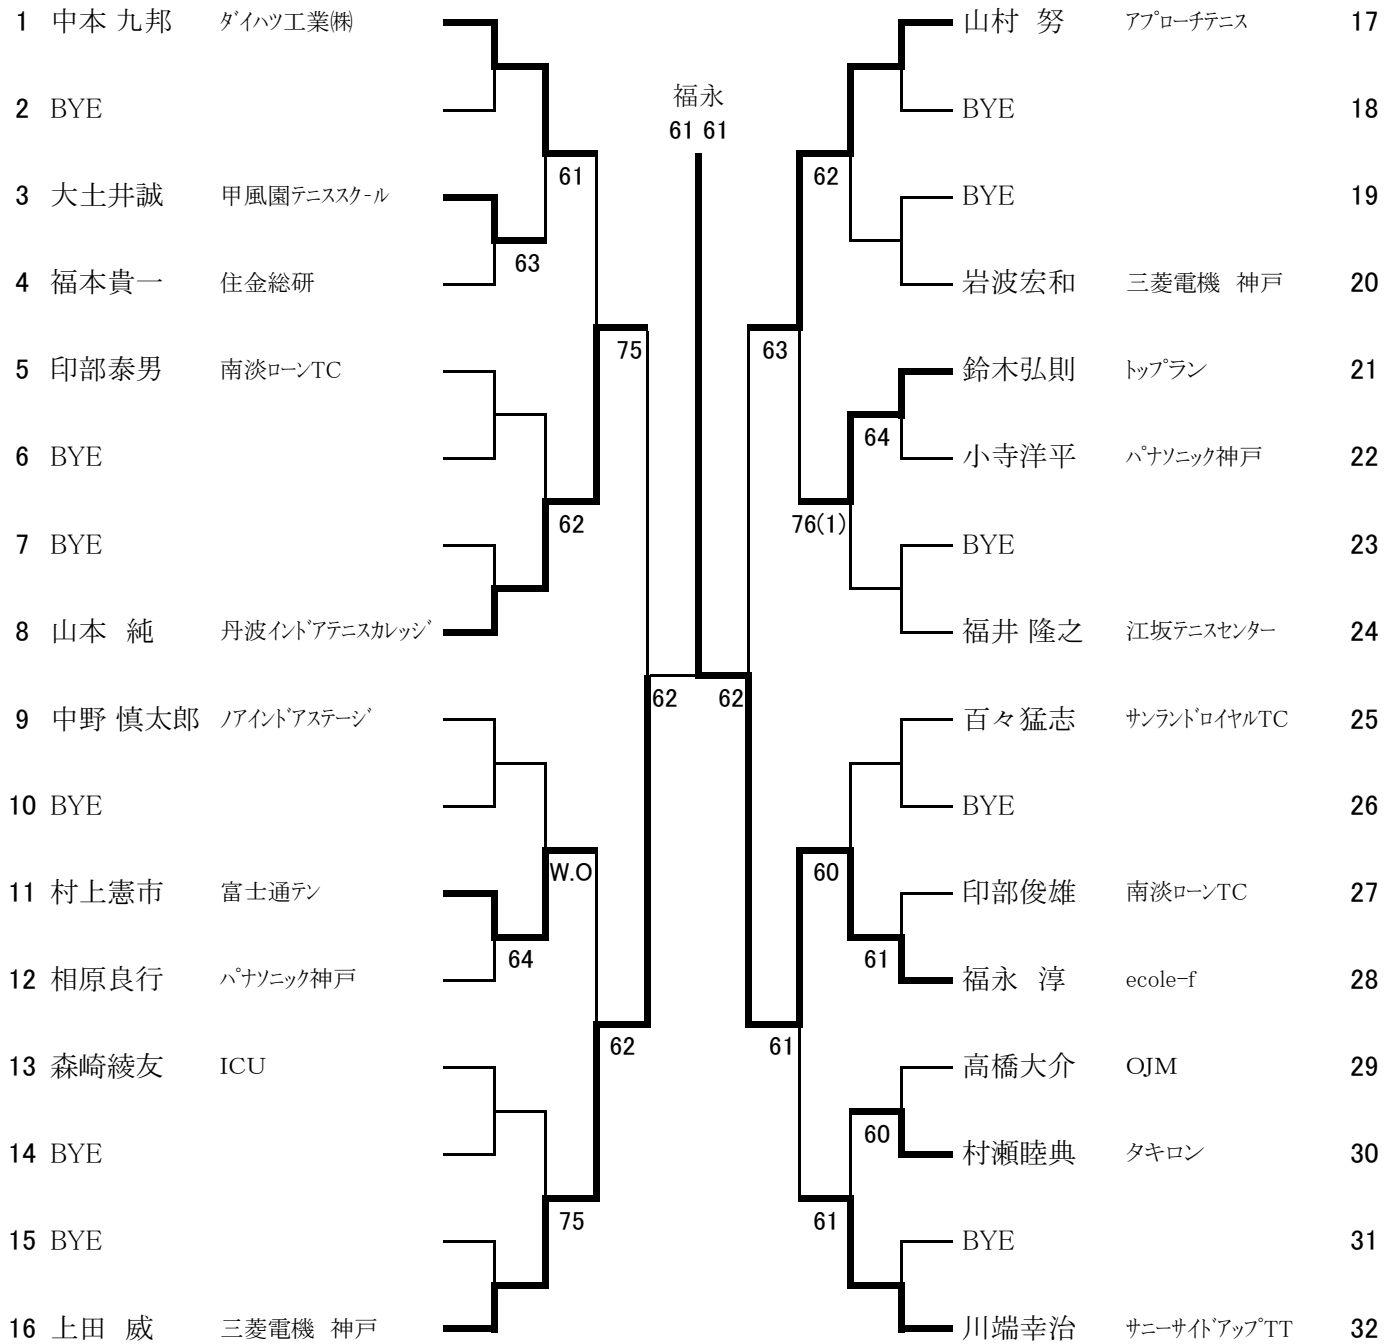 1 中本 九邦 ﾀﾞｲﾊﾂ工業㈱
2 BYE
3 大土井誠 甲風園ﾃﾆｽｽｸｰﾙ
4 福本貴一 住金総研
5 印部泰男 南淡ﾛｰﾝTC
6 BYE
7 BYE
8 山本 純 丹波ｲﾝﾄﾞｱﾃﾆｽｶﾚｯｼﾞ
9 中野 慎太郎 ﾉｱｲﾝﾄﾞｱｽﾃｰｼﾞ
10 BYE
11 村上憲市 富士通ﾃﾝ
12 相原良行 ﾊﾟﾅｿﾆｯｸ神戸
13 森崎綾友 ICU
14 BYE
15 BYE
16 上田 威 三菱電機 神戸
61
63
75
62
62
W.O
64
62
75
福永
61 61
62
63
64
76(1)
62
60
61
61
60
61
山村 努 ｱﾌﾟﾛｰﾁﾃﾆｽ 17
BYE 18
BYE 19
岩波宏和 三菱電機 神戸 20
鈴木弘則 ﾄｯﾌﾟﾗﾝ 21
小寺洋平 ﾊﾟﾅｿﾆｯｸ神戸 22
BYE 23
福井 隆之 江坂ﾃﾆｽｾﾝﾀｰ 24
百々猛志 ｻﾝﾗﾝﾄﾞﾛｲﾔﾙTC 25
BYE 26
印部俊雄 南淡ﾛｰﾝTC 27
福永 淳 ecole-f 28
高橋大介 OJM 29
村瀬睦典 タキロン 30
BYE 31
川端幸治 ｻﾆｰｻｲﾄﾞｱｯﾌﾟTT 32